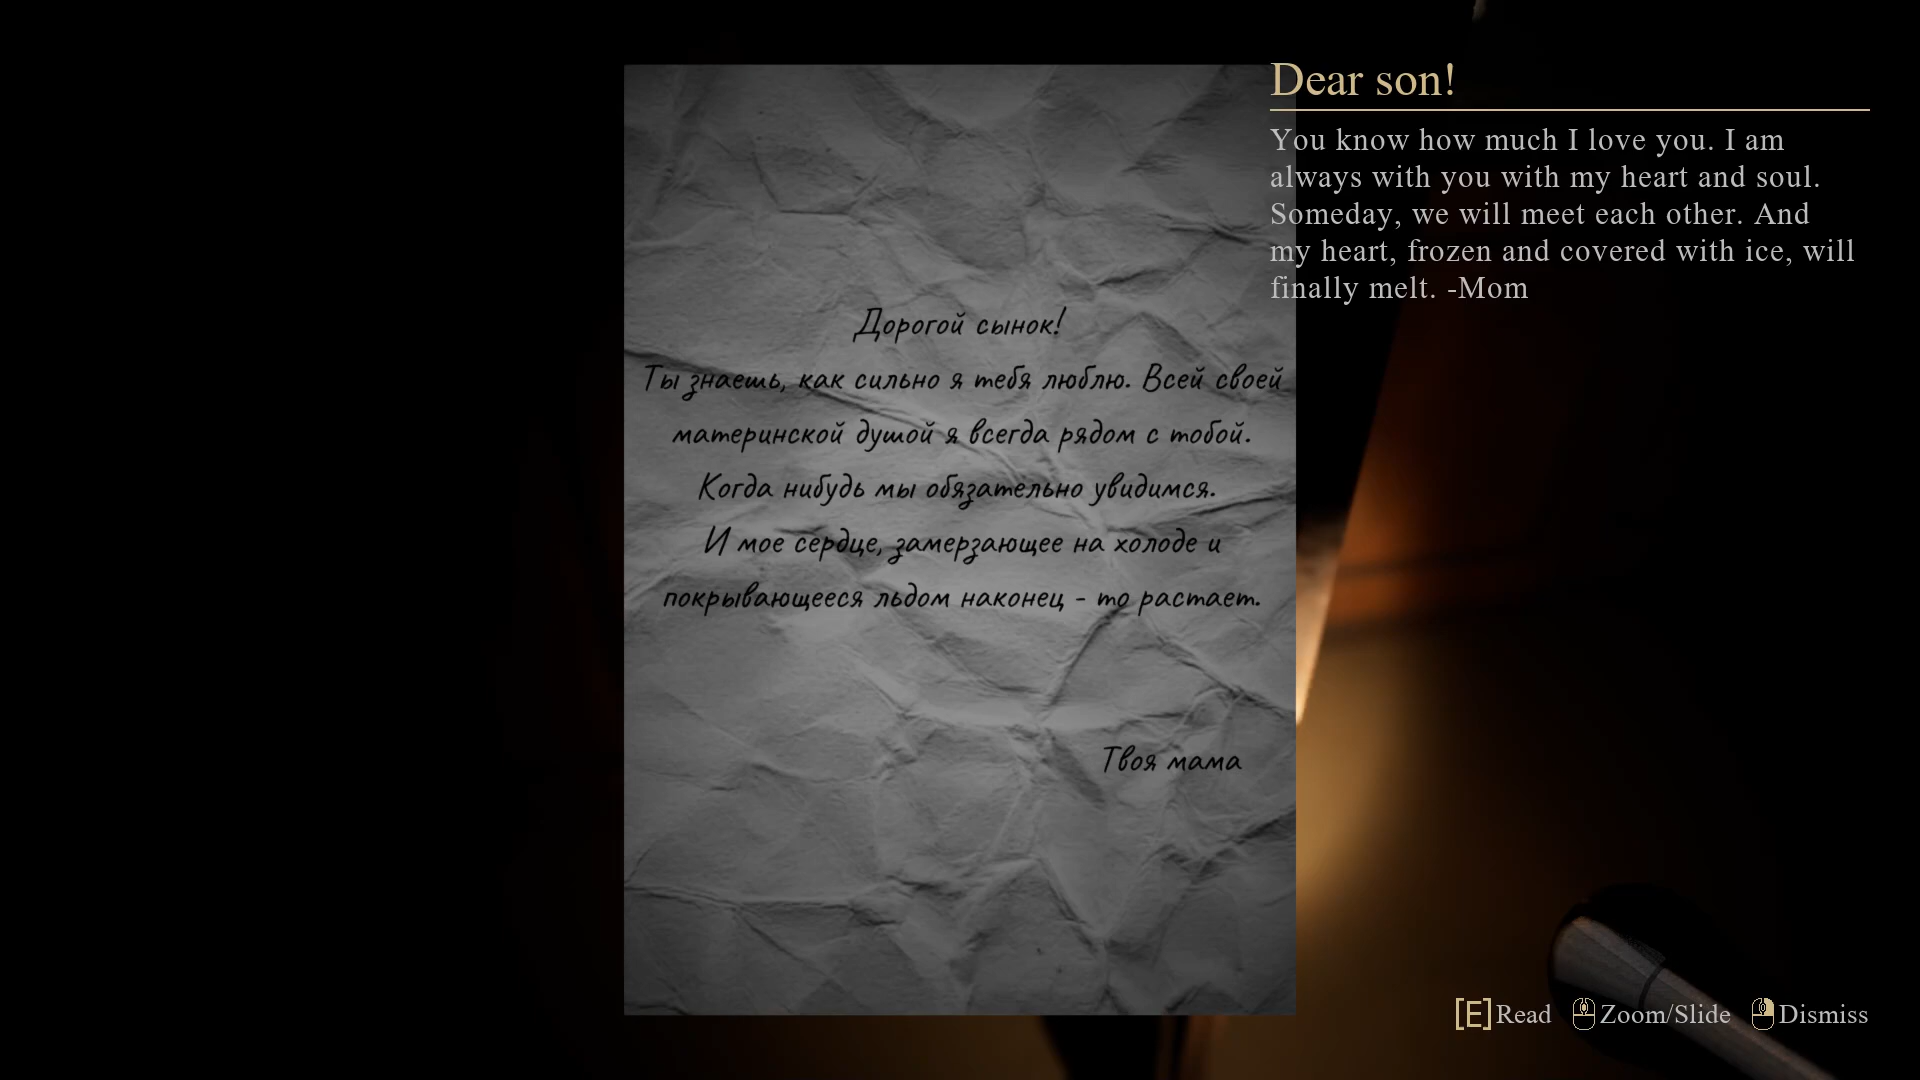 Dear son!
You know how much I love you. I am
always with you with my heart and soul.
Someday, we will meet each other. And
my heart, frozen and covered with ice, will
finally melt. -Mom
Дорогой сынок!
Ты знаешь, как сильно я тебя люблю. Всей своей
материнской душой я всегда рядом с тобой.
Когда нибудь мы обязательно увидимся.
И мое сердце, замерзающее на холоде и
покрывающееся льдом наконец - то растает.
Твоя мама
[E] Read Zoom/Slide Dismiss